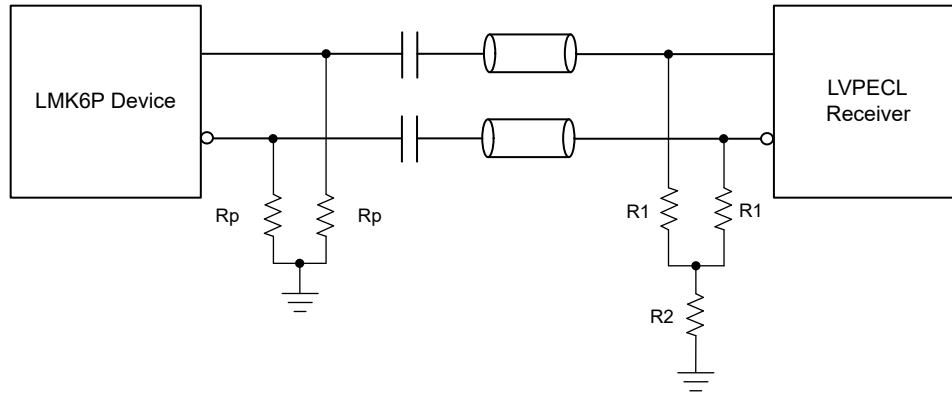 LMK6P Device
LVPECL
Receiver
Rp
Rp
R1
R1
R2